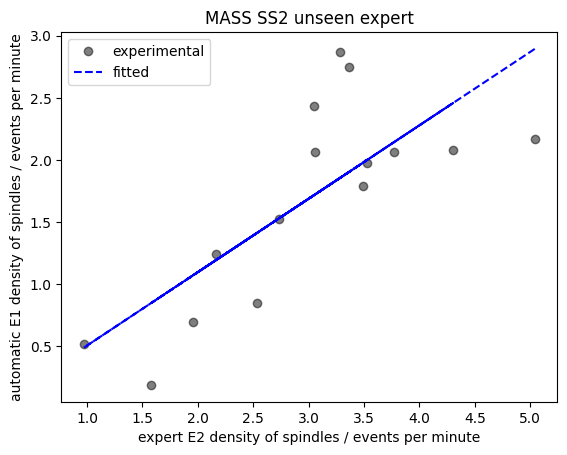 MASS SS2 unseen expert
experimental
fitted
automatic E1 density of spindles / events per minute
3.0
2.5
2.0
1.5
1.0
0.5
1.0 1.5 2.0 2.5 3.0 3.5 4.0 4.5 5.0
expert E2 density of spindles / events per minute